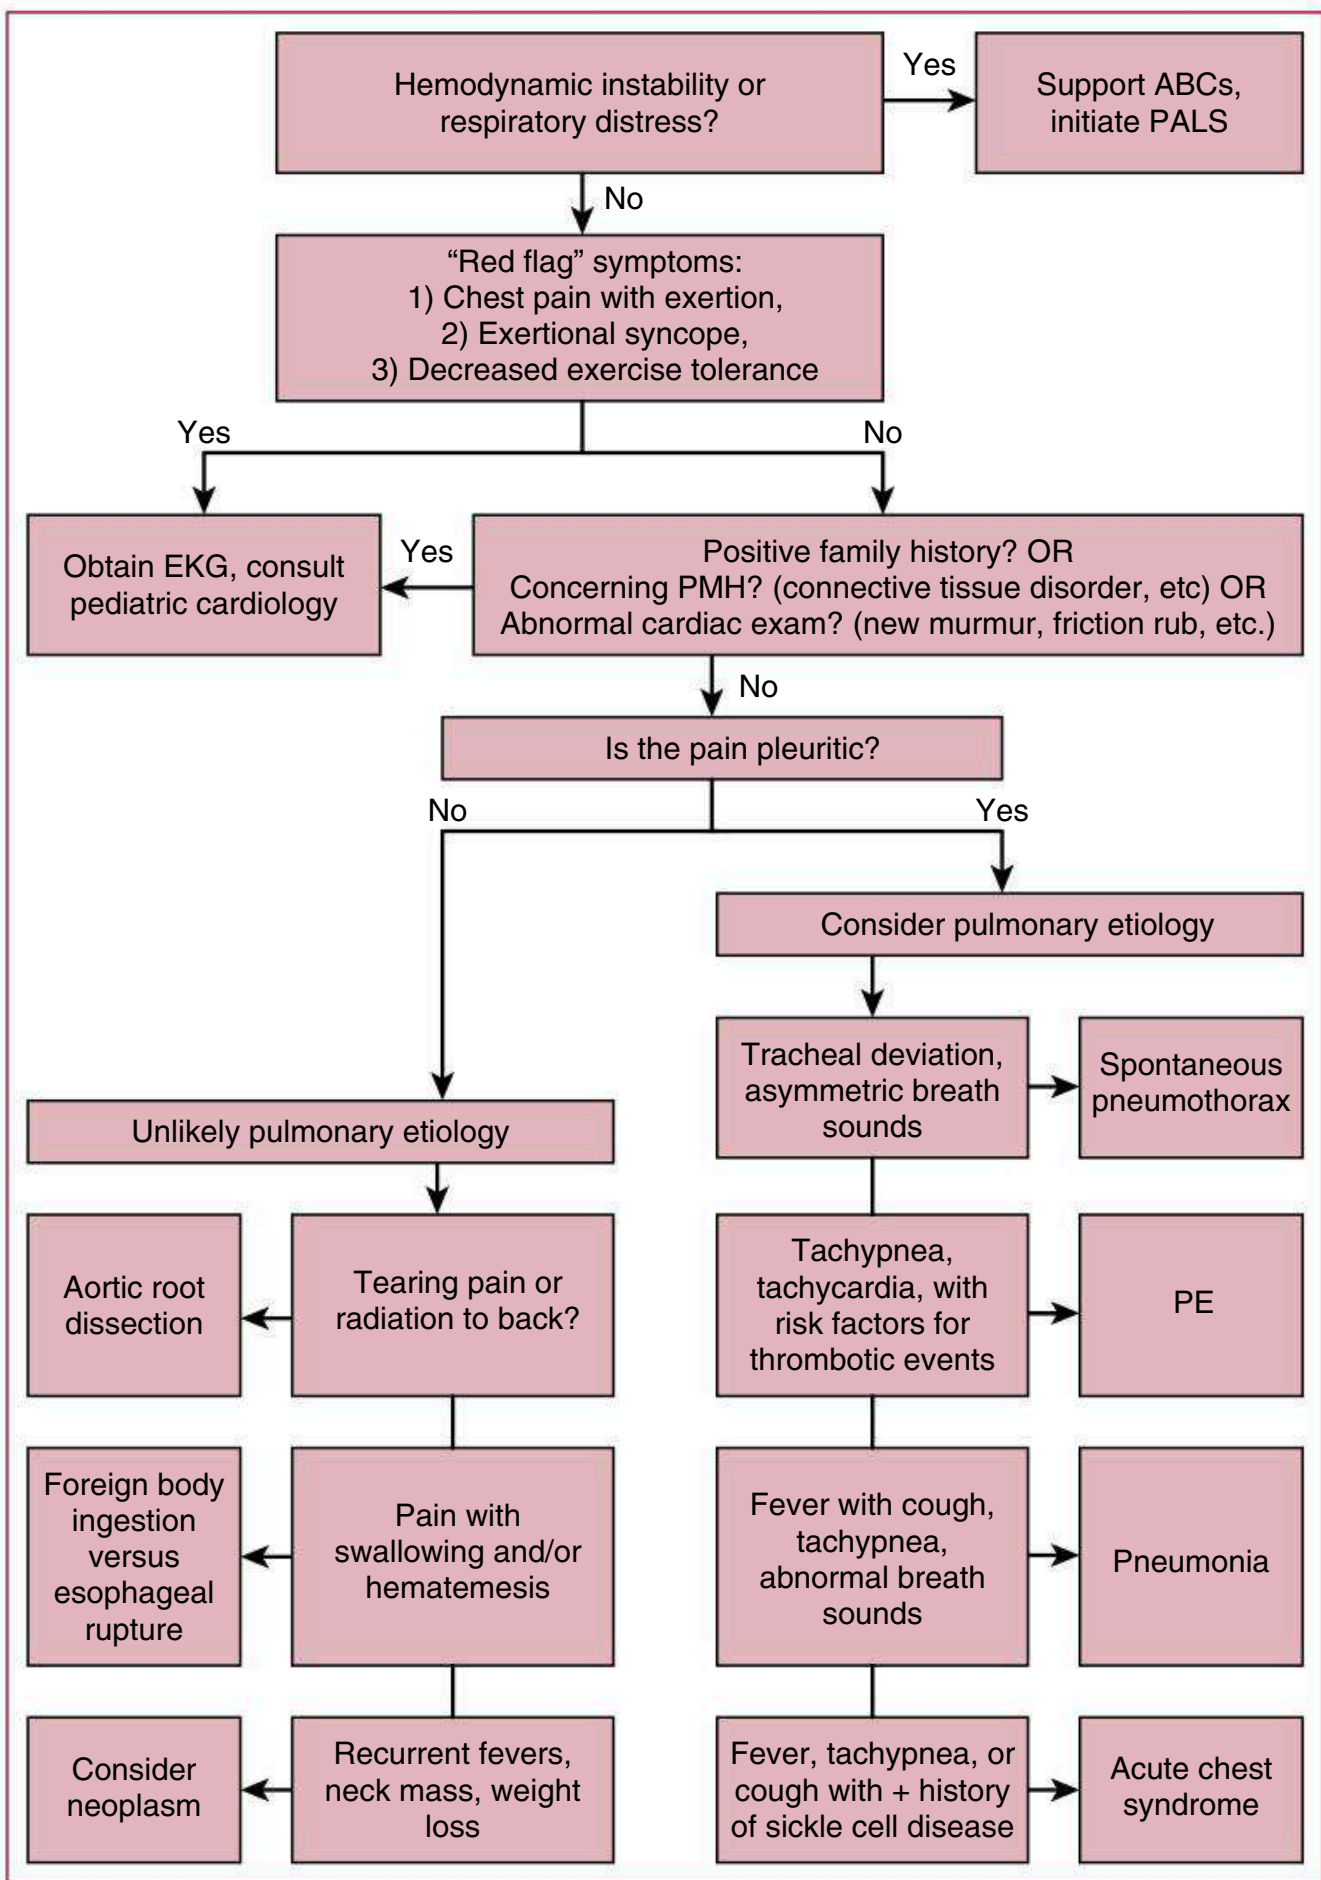 Hemodynamic instability or
respiratory distress?
Yes
Support ABCs,
initiate PALS
No
“Red flag” symptoms:
1) Chest pain with exertion,
2) Exertional syncope,
3) Decreased exercise tolerance
Yes
No
Obtain EKG, consult
pediatric cardiology
Yes
Positive family history? OR
Concerning PMH? (connective tissue disorder, etc) OR
Abnormal cardiac exam? (new murmur, friction rub, etc.)
No
Is the pain pleuritic?
No
Yes
Consider pulmonary etiology
Tracheal deviation,
asymmetric breath
sounds
Spontaneous
pneumothorax
Unlikely pulmonary etiology
Aortic root
dissection
Tearing pain or
radiation to back?
Tachypnea,
tachycardia, with
risk factors for
thrombotic events
PE
Foreign body
ingestion
versus
esophageal
rupture
Pain with
swallowing and/or
hematemesis
Fever with cough,
tachypnea,
abnormal breath
sounds
Pneumonia
Consider
neoplasm
Recurrent fevers,
neck mass, weight
loss
Fever, tachypnea, or
cough with + history
of sickle cell disease
Acute chest
syndrome